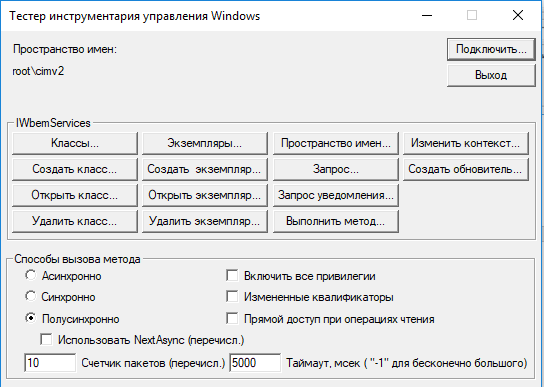 Тестер инструментария управления Windows
Пространство имен:
Подключить...
root\cimv2
Выход
IWbemServices
Классы... Экземпляры... Пространство имен... Изменить контекст...
Создать класс... Создать  экземпляр... Запрос... Создать обновитель...
Открыть класс... Открыть экземпляр... Запрос уведомления...
Удалить класс... Удалить экземпляр... Выполнить метод...
Способы вызова метода
Асинхронно Включить все привилегии
Синхронно Измененные квалификаторы
Полусинхронно Прямой доступ при операциях чтения
Использовать NextAsync (перечисл.)
10 Счетчик пакетов (перечисл.) 5000 Таймаут, мсек ( "-1" для бесконечно большого)